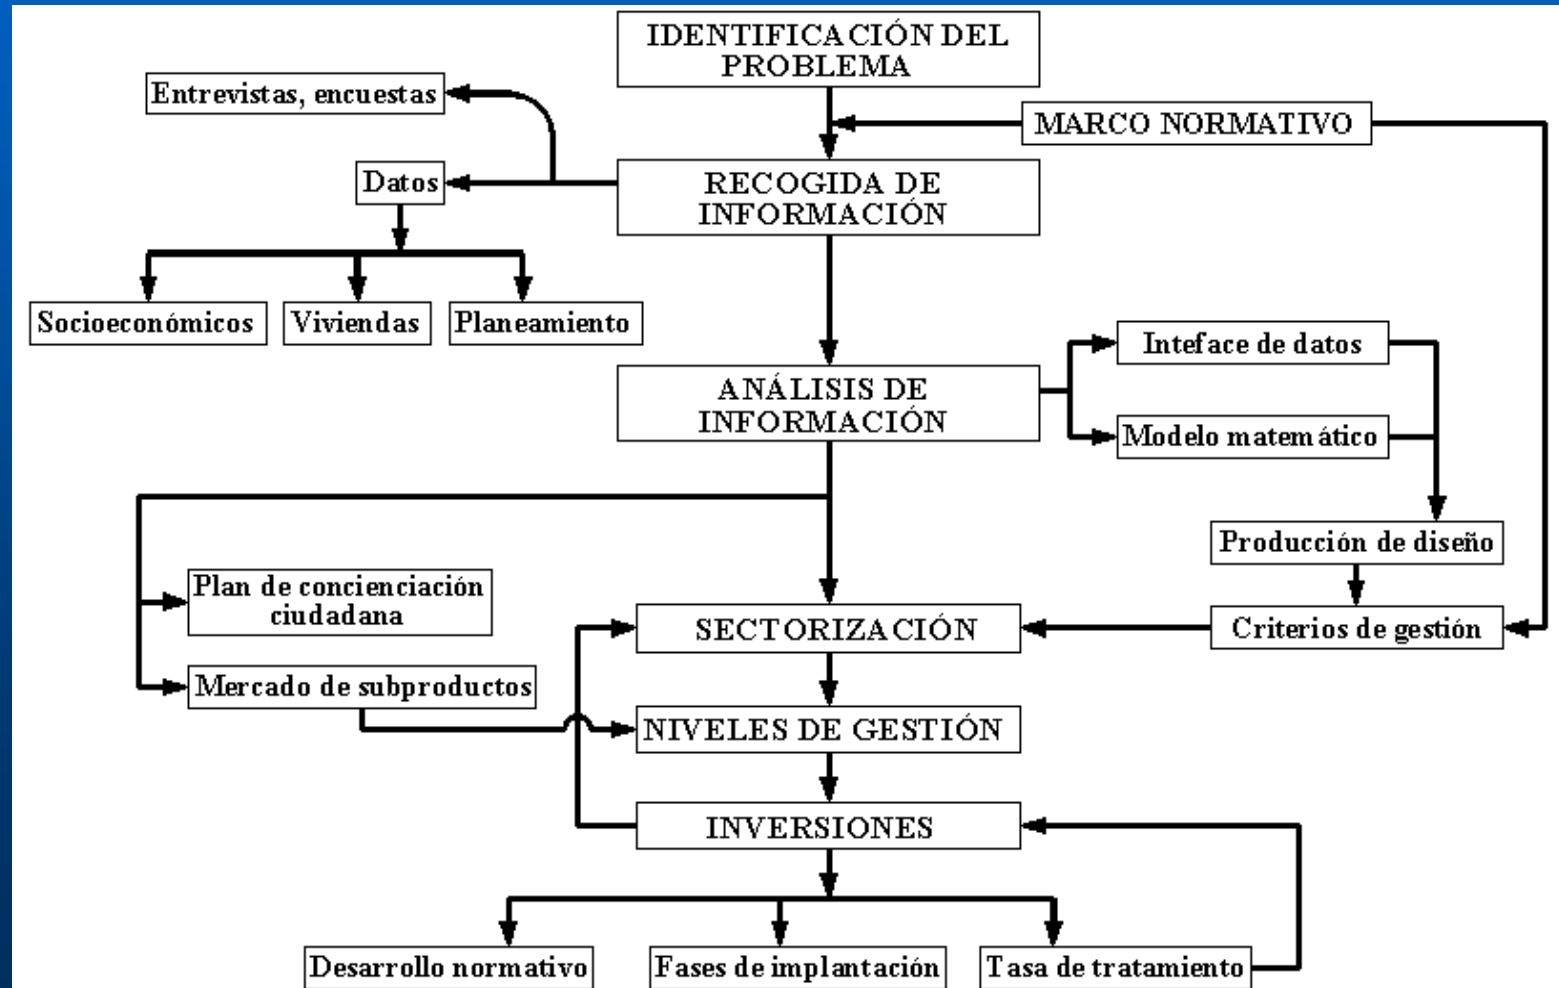 IDENTIFICACIÓN DEL
PROBLEMA
Entrevistas, encuestas
MARCO NORMATIVO
Datos
RECOGIDA DE
INFORMACIÓN
Socioeconómicos
Viviendas
Planeamiento
Inteface de datos
ANÁLISIS DE
INFORMACIÓN
Modelo matemático
Producción de diseño
Plan de concienciación
ciudadana
SECTORIZACIÓN
Criterios de gestión
Mercado de subproductos
NIVELES DE GESTIÓN
INVERSIONES
Desarrollo normativo
Fases de implantación
Tasa de tratamiento